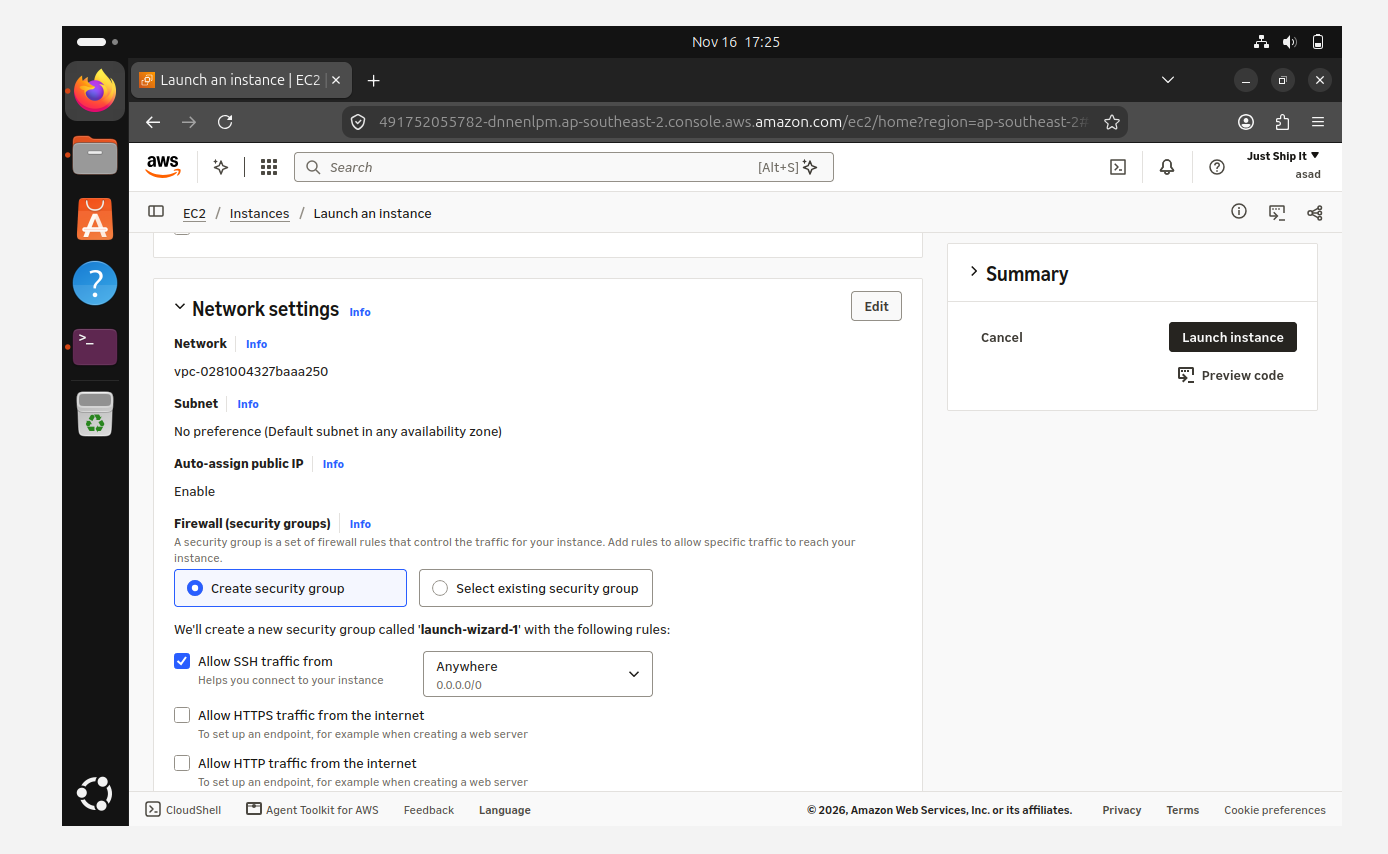 Nov 16 17:25
Launch an instance | EC2
491752055782-dnnenlpm.ap-southeast-2.console.aws.amazon.com/ec2/home?region=ap-southeast-2#
aws
Search
[Alt+S]
Just Ship It
asad
EC2 / Instances / Launch an instance
Network settings Info
Edit
Network Info
vpc-0281004327baaa250
Subnet Info
No preference (Default subnet in any availability zone)
Auto-assign public IP Info
Enable
Firewall (security groups) Info
A security group is a set of firewall rules that control the traffic for your instance. Add rules to allow specific traffic to reach your
instance.
Create security group
Select existing security group
We'll create a new security group called 'launch-wizard-1' with the following rules:
Allow SSH traffic from
Helps you connect to your instance
Anywhere
0.0.0.0/0
Allow HTTPS traffic from the internet
To set up an endpoint, for example when creating a web server
Allow HTTP traffic from the internet
To set up an endpoint, for example when creating a web server
Summary
Cancel
Launch instance
Preview code
CloudShell
Agent Toolkit for AWS
Feedback
Language
© 2026, Amazon Web Services, Inc. or its affiliates.
Privacy
Terms
Cookie preferences